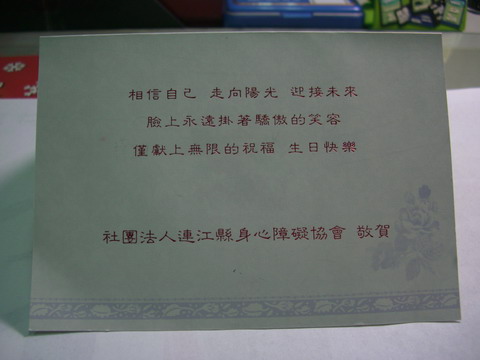 相信自己 走向陽光 迎接未來
臉上永遠掛著驕傲的笑容
僅獻上無限的祝福 生日快樂
社團法人連江縣身心障礙協會 敬賀